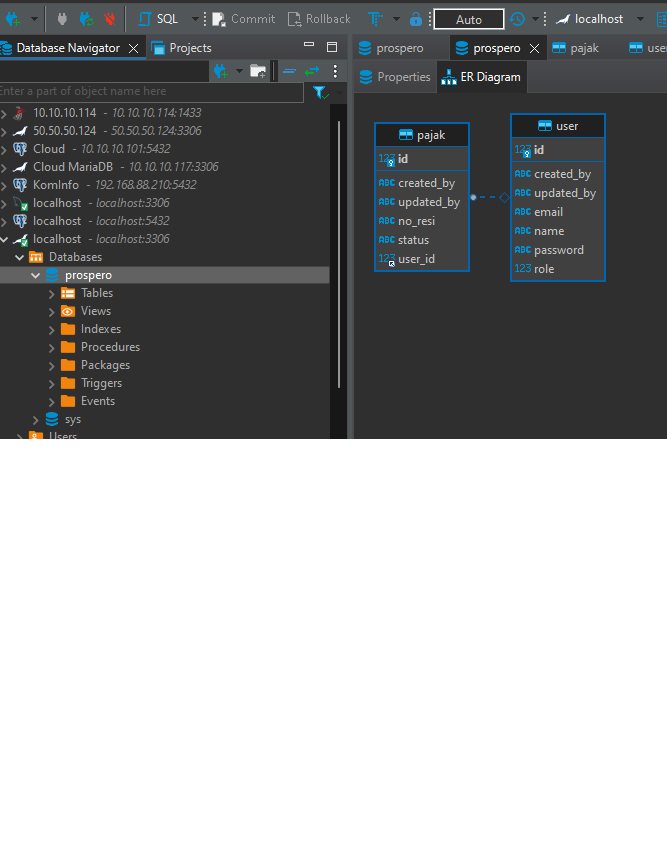 SQL Commit Rollback Auto localhost
Database Navigator Projects
Enter a part of object name here
10.10.10.114 - 10.10.10.114:1433
50.50.50.124 - 50.50.50.124:3306
Cloud - 10.10.10.101:5432
Cloud MariaDB - 10.10.10.117:3306
KomInfo - 192.168.88.210:5432
localhost - localhost:3306
localhost - localhost:5432
localhost - localhost:3306
Databases
prospero
Tables
Views
Indexes
Procedures
Packages
Triggers
Events
sys
Users
prospero prospero pajak user
Properties ER Diagram
pajak
123 id
ABC created_by
ABC updated_by
ABC no_resi
ABC status
123 user_id
user
123 id
ABC created_by
ABC updated_by
ABC email
ABC name
ABC password
123 role